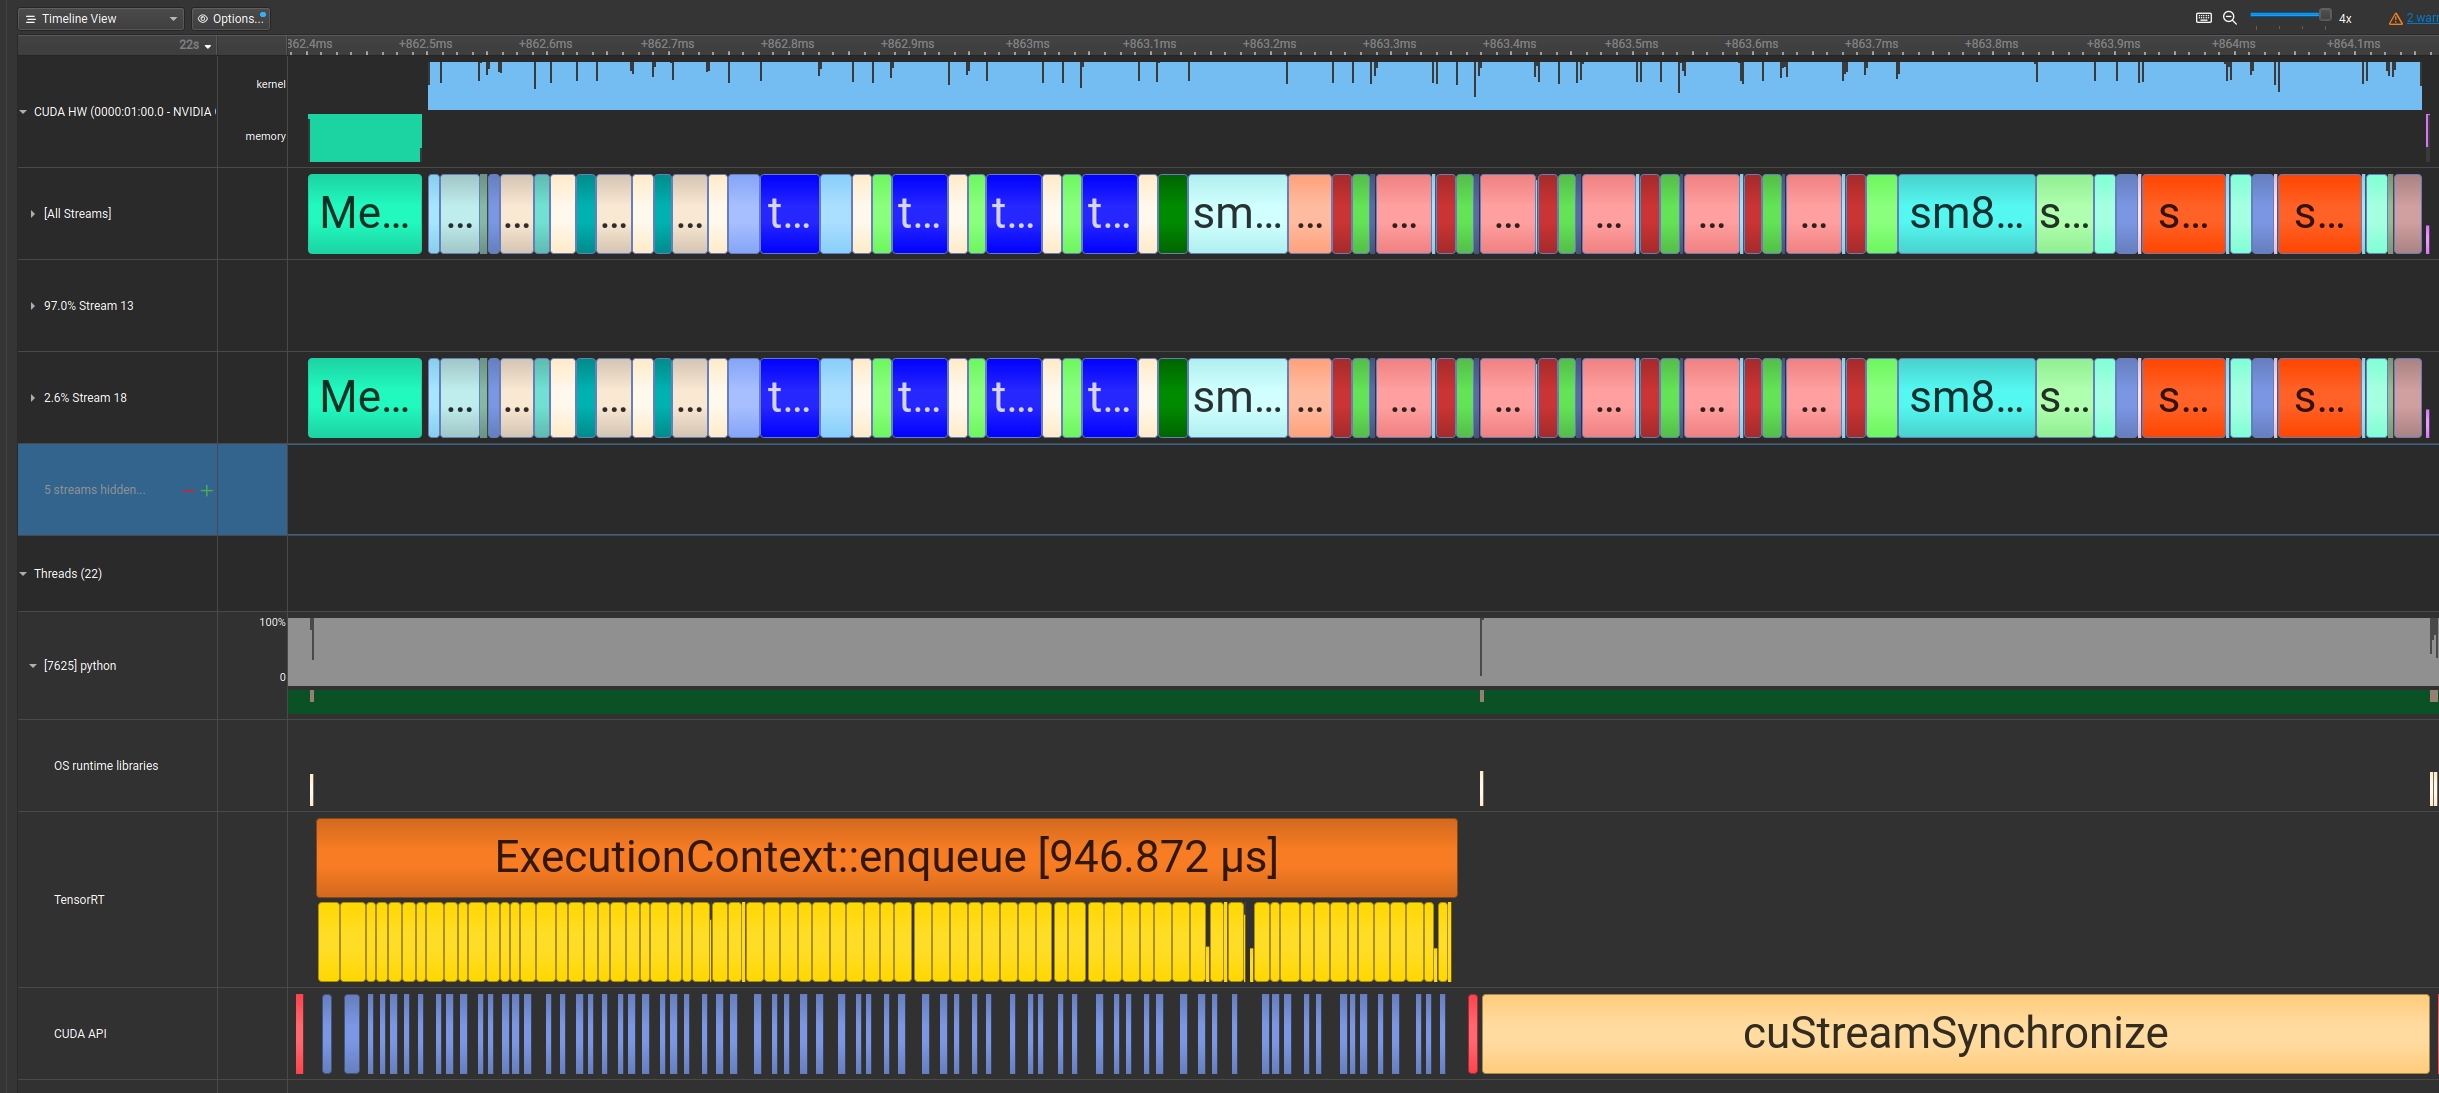 Timeline View
Options...
4x
2 war
22s
362.4ms +862.5ms +862.6ms +862.7ms +862.8ms +862.9ms +863ms +863.1ms +863.2ms +863.3ms +863.4ms +863.5ms +863.6ms +863.7ms +863.8ms +863.9ms +864ms +864.1ms
kernel
CUDA HW (0000:01:00.0 - NVIDIA
memory
[All Streams]
Me... ... ... ... ... t... t... t... t... sm... ... ... ... ... ... ... sm8... s... s... s...
97.0% Stream 13
2.6% Stream 18
Me... ... ... ... ... t... t... t... t... sm... ... ... ... ... ... ... sm8... s... s... s...
5 streams hidden...
Threads (22)
100%
[7625] python
0
OS runtime libraries
ExecutionContext::enqueue [946.872 μs]
TensorRT
CUDA API
cuStreamSynchronize